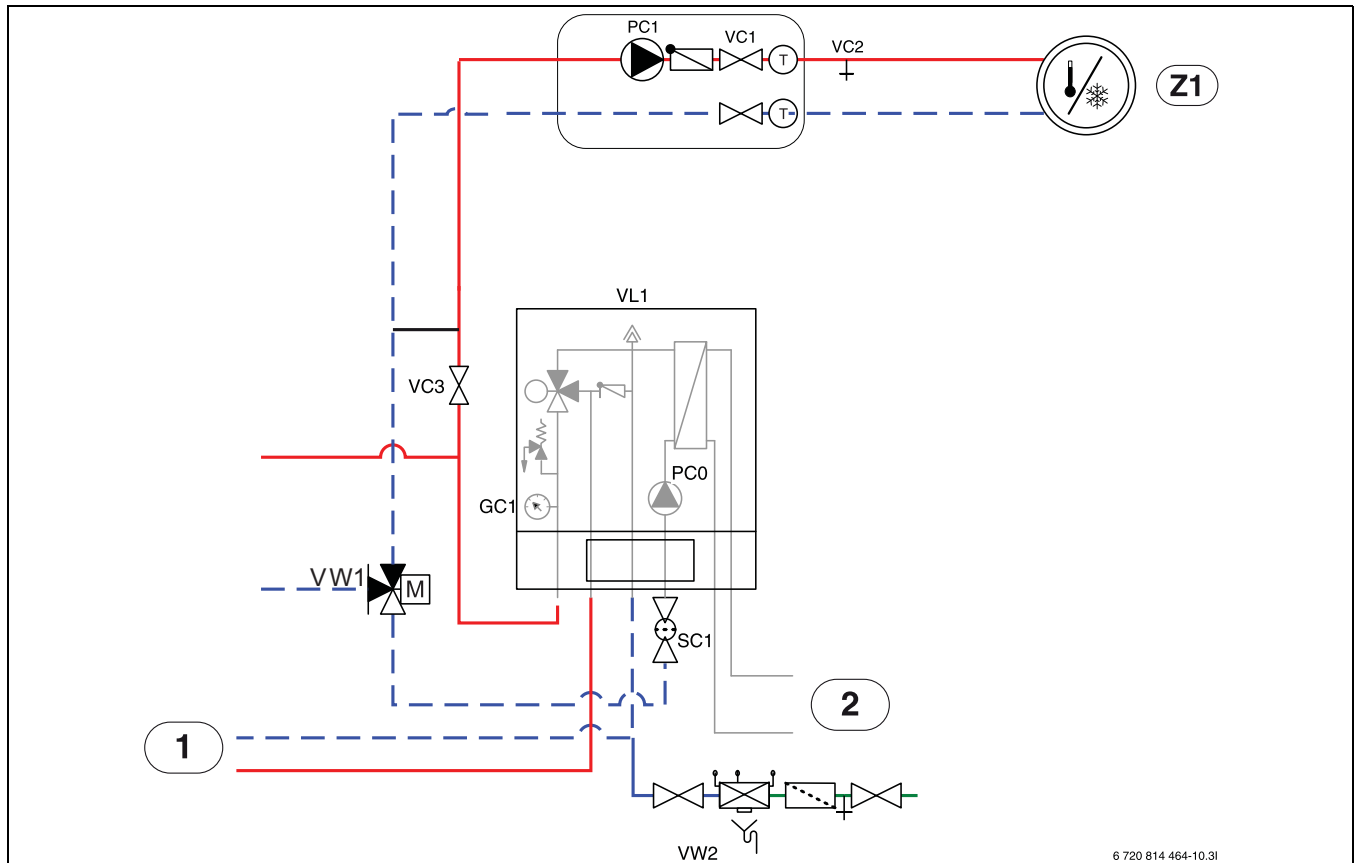 PC1
VC1
VC2
T
T
Z1
VL1
VC3
PC0
GC1
VW1
M
SC1
2
1
VW2
6 720 814 464-10.3I